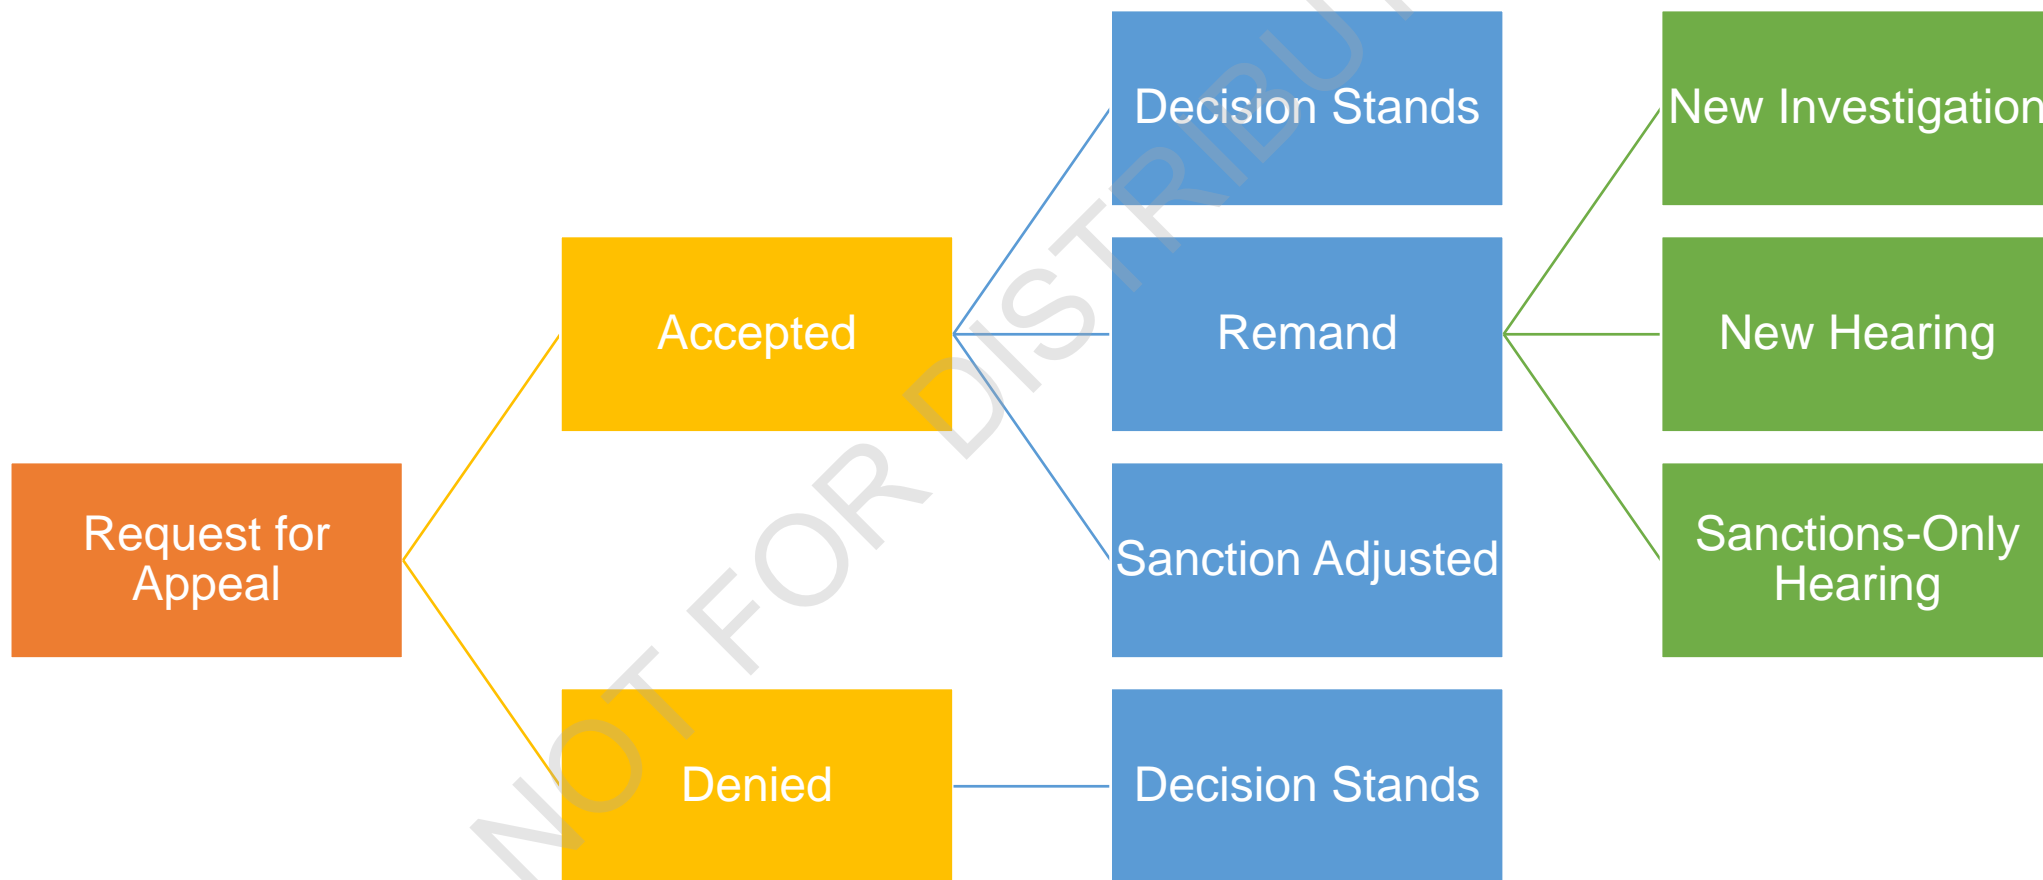 Decision Stands
New Investigation
Accepted
Remand
New Hearing
Request for
Appeal
Sanction Adjusted
Sanctions-Only
Hearing
Denied
Decision Stands
NOT FOR DISTRIBUT